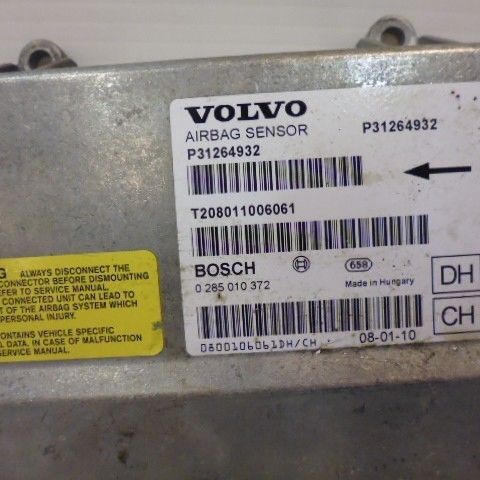 VOLVO
AIRBAG SENSOR P31264932
P31264932
T208011006061
BOSCH 658 DH
0 285 010 372 Made in Hungary
CH
0800106061DH/CH 08-01-10
G ALWAYS DISCONNECT THE
CONNECTOR BEFORE DISMOUNTING
REFER TO SERVICE MANUAL.
CONNECTED UNIT CAN LEAD TO
OF THE AIRBAG SYSTEM WHICH
PERSONAL INJURY.
CONTAINS VEHICLE SPECIFIC
DATA. IN CASE OF MALFUNCTION
SERVICE MANUAL.